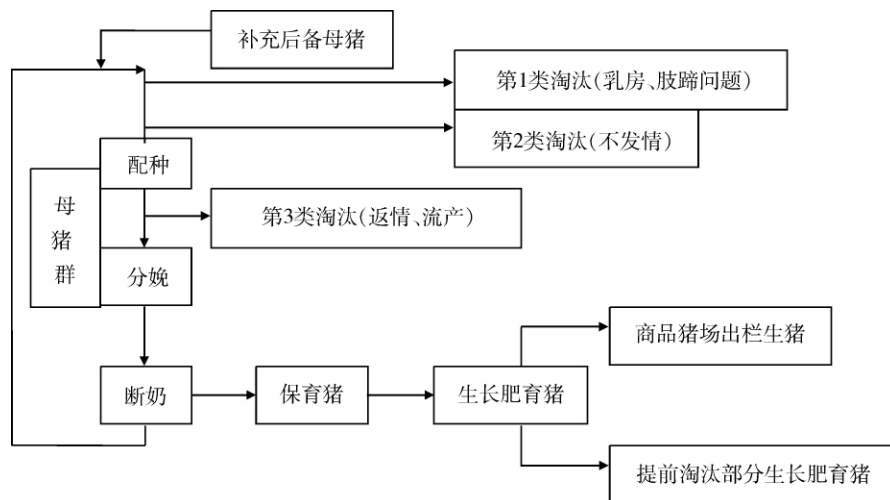 补充后备母猪
第1类淘汰(乳房、肢蹄问题)
第2类淘汰(不发情)
配种
母
猪
群
第3类淘汰(返情、流产)
分娩
商品猪场出栏生猪
断奶
保育猪
生长肥育猪
提前淘汰部分生长肥育猪